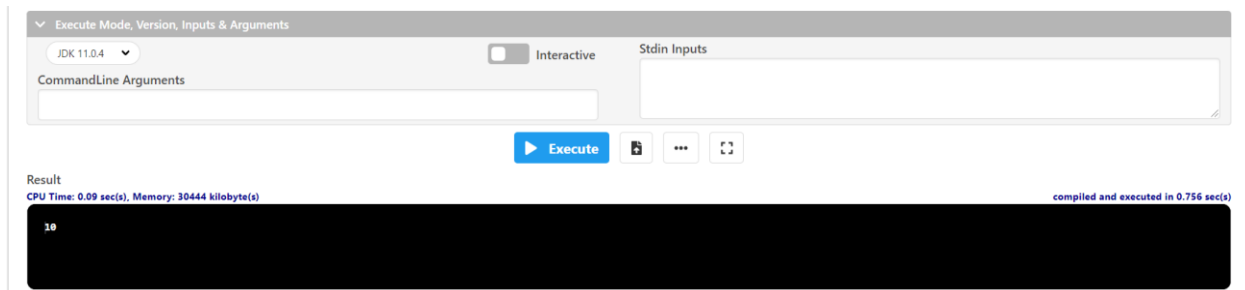 Execute Mode, Version, Inputs & Arguments
JDK 11.0.4
Interactive
Stdin Inputs
CommandLine Arguments
Execute
Result
CPU Time: 0.09 sec(s), Memory: 30444 kilobyte(s)
compiled and executed in 0.756 sec(s)
10